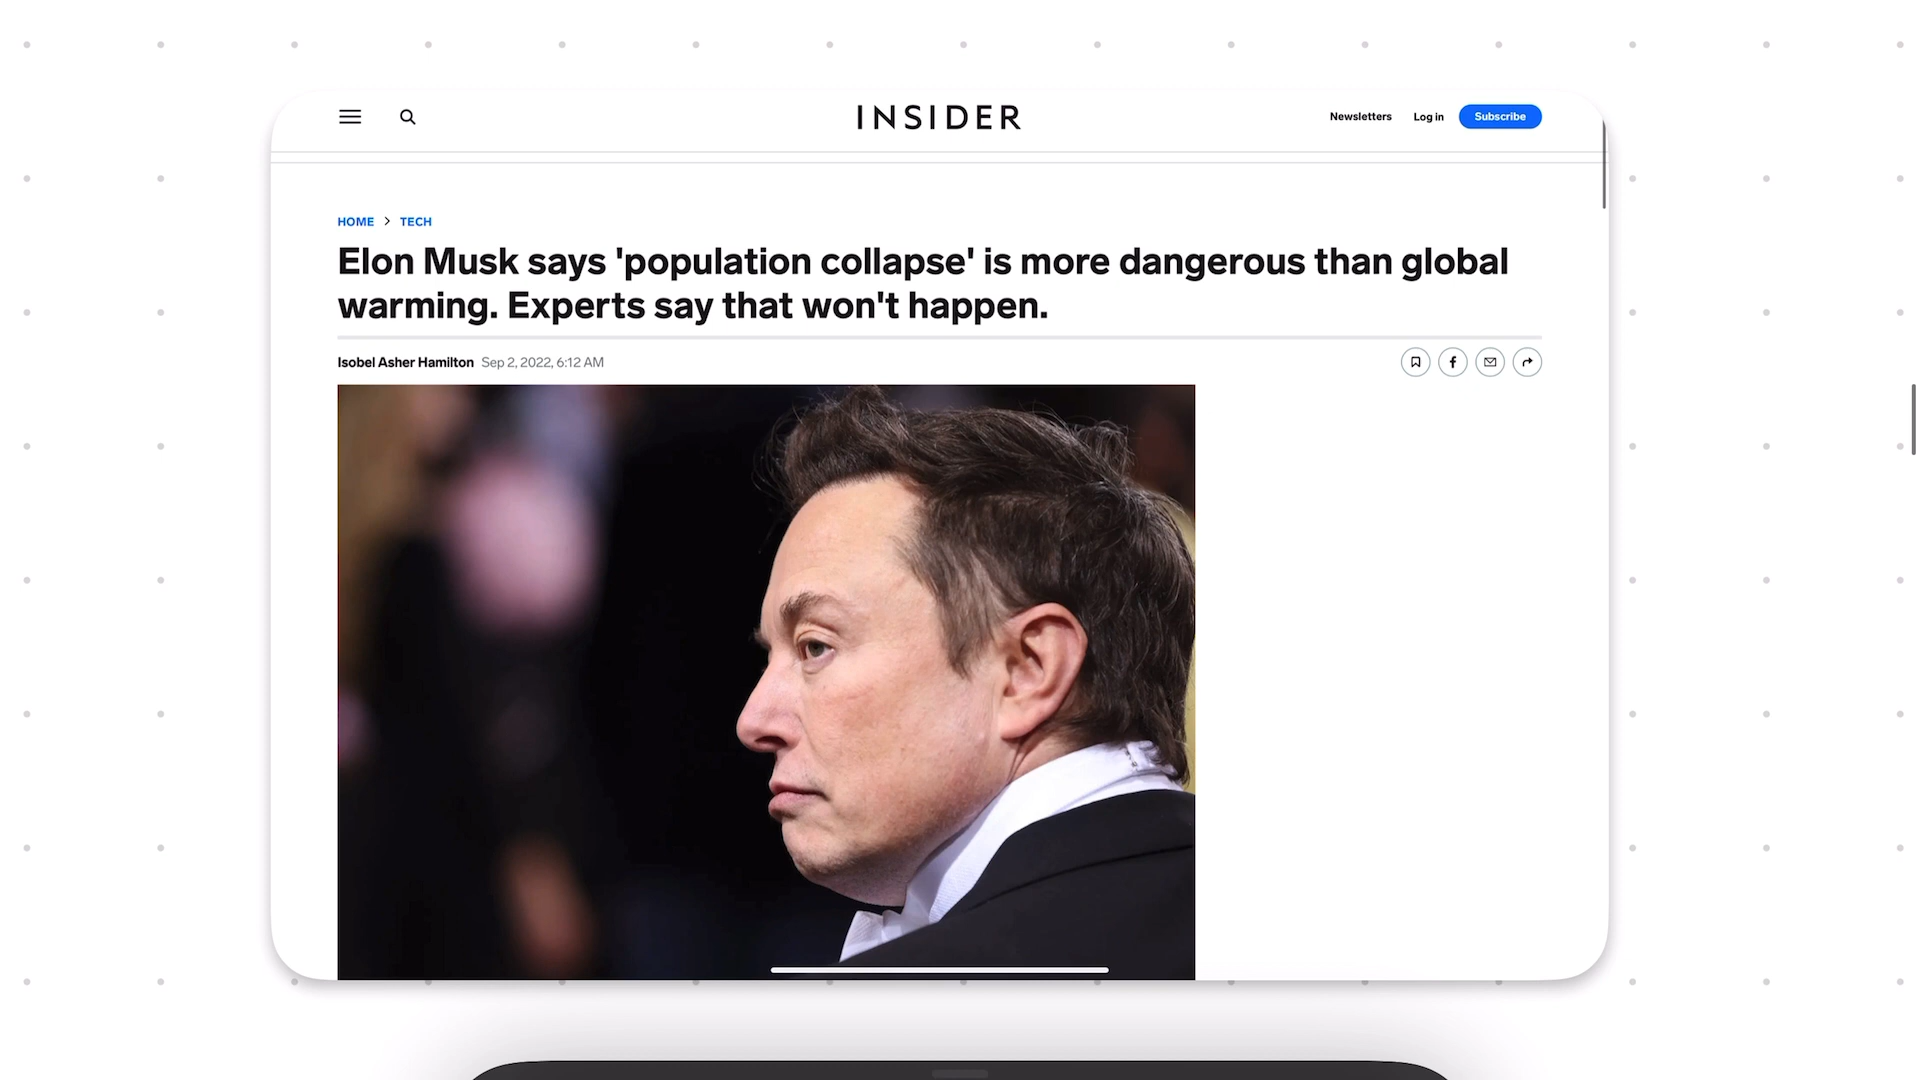 INSIDER
Newsletters Log in Subscribe
HOME > TECH
Elon Musk says 'population collapse' is more dangerous than global
warming. Experts say that won't happen.
Isobel Asher Hamilton Sep 2, 2022, 6:12 AM